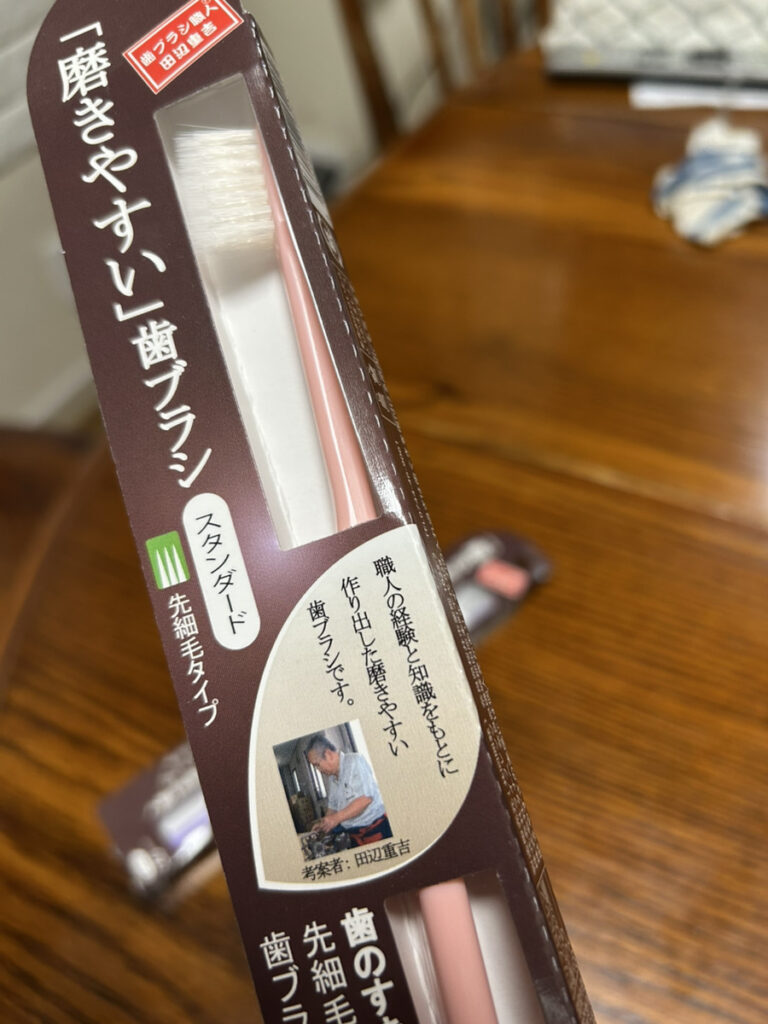 歯ブラシ職人
田辺重吉
「磨きやすい」歯ブラシ
スタンダード
先細毛タイプ
職人の経験と知識をもとに
作り出した磨きやすい
歯ブラシです。
考案者：田辺重吉
歯のす
先細毛
歯ブラ